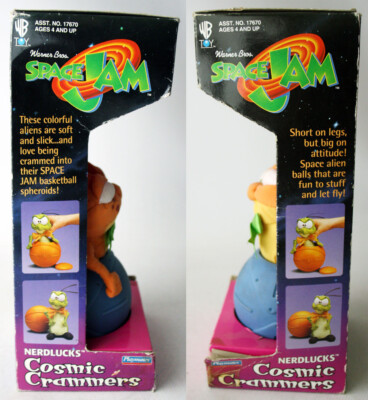 WB
TOY
ASST. NO. 17670
AGES 4 AND UP
Warner Bros.
SPACE JAM
These colorful
aliens are soft
and slick...and
love being
crammed into
their SPACE
JAM basketball
spheroids!
NERDLUCKS™
Cosmic
Crammers
Playmates
WB
TOY
ASST. NO. 17670
AGES 4 AND UP
Warner Bros.
SPACE JAM
Short on legs,
but big on
attitude!
Space alien
balls that are
fun to stuff
and let fly!
NERDLUCKS™
Cosmic
Crammers
Playmates